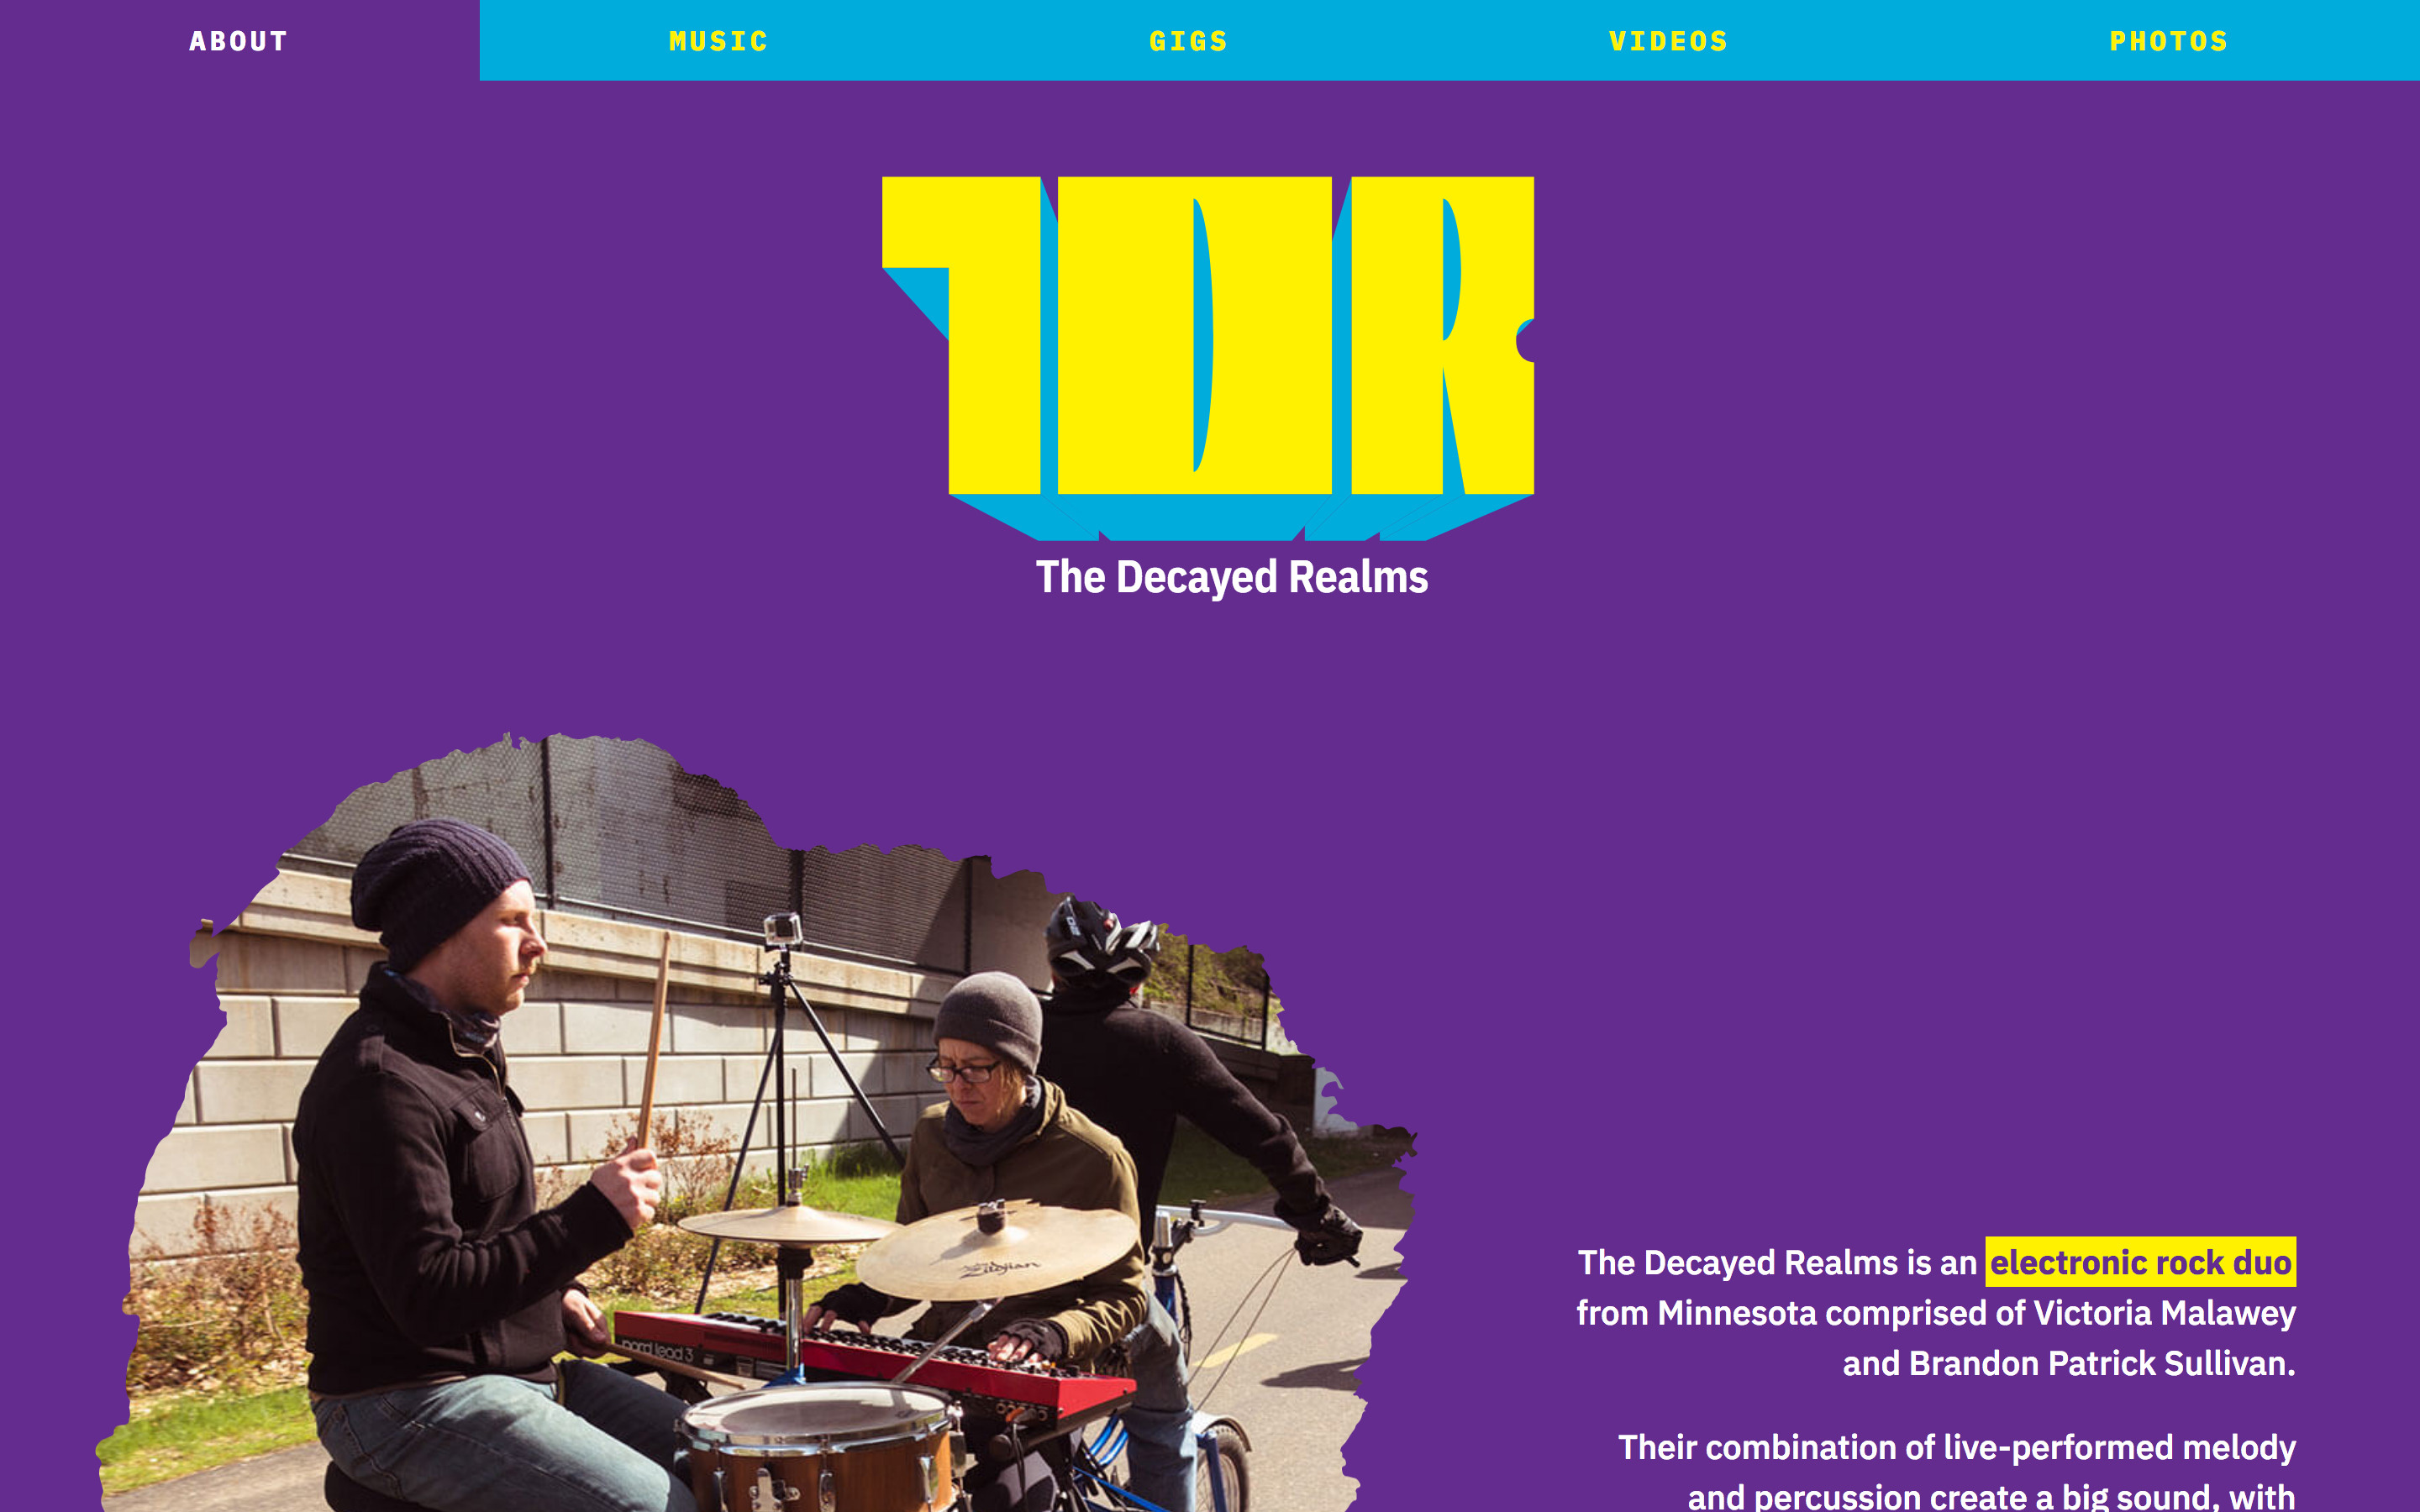 ABOUT
MUSIC
GIGS
VIDEOS
PHOTOS
TDR
The Decayed Realms
Zildjian
nord lead 3
The Decayed Realms is an electronic rock duo
from Minnesota comprised of Victoria Malawey
and Brandon Patrick Sullivan.
Their combination of live-performed melody
and percussion create a big sound, with